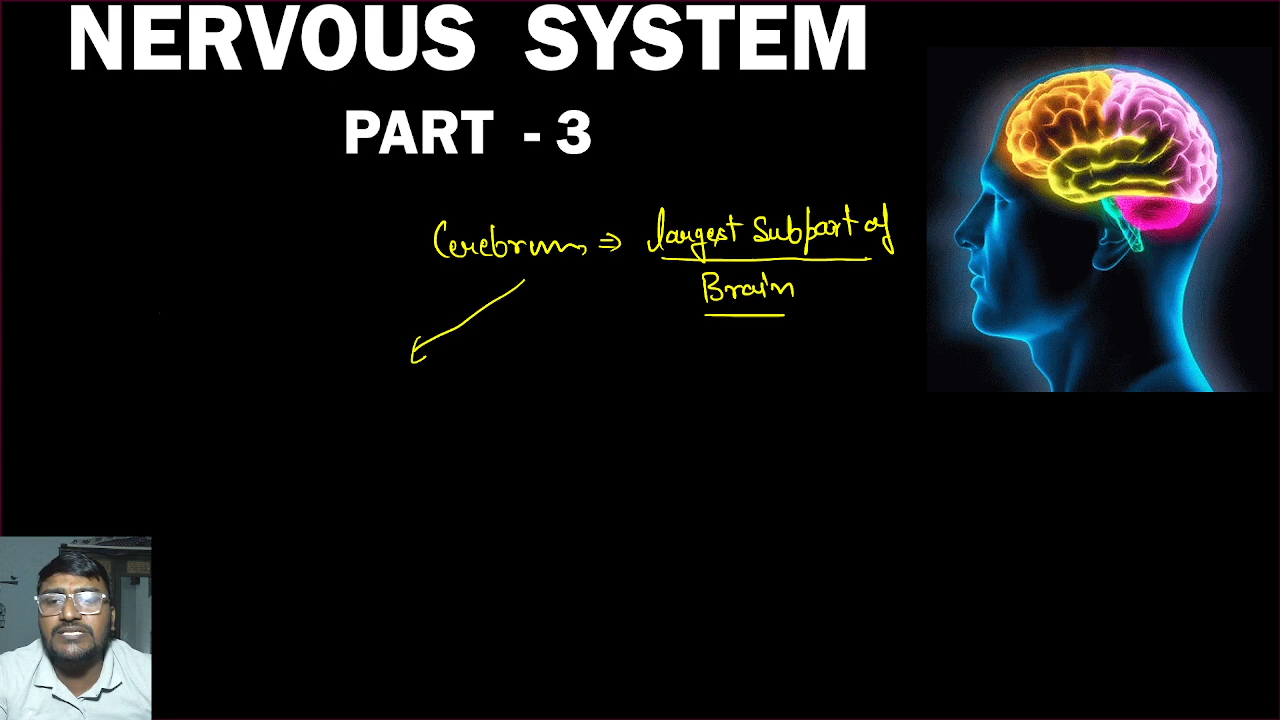 NERVOUS SYSTEM
PART - 3
Cerebrum, ⇒ largest subpart of
Brain